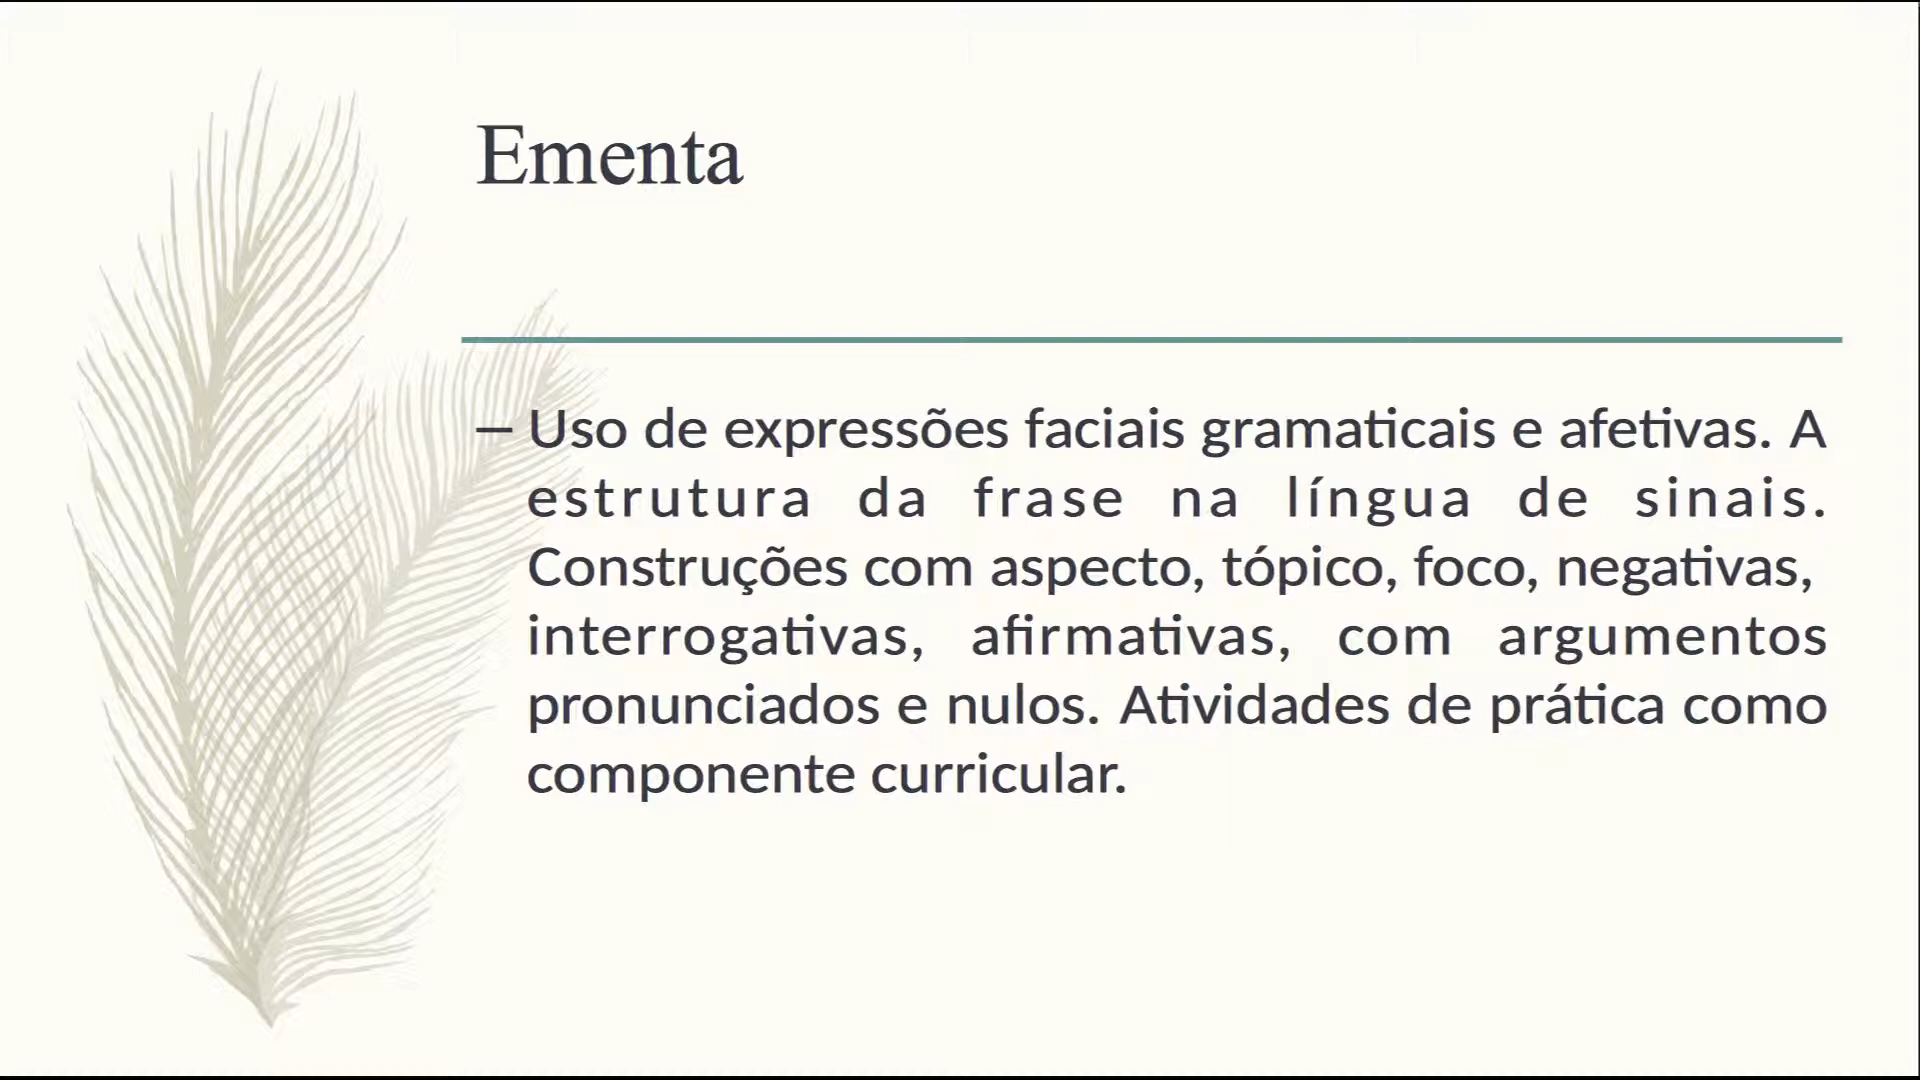 Ementa
– Uso de expressões faciais gramaticais e afetivas. A
estrutura da frase na língua de sinais.
Construções com aspecto, tópico, foco, negativas,
interrogativas, afirmativas, com argumentos
pronunciados e nulos. Atividades de prática como
componente curricular.